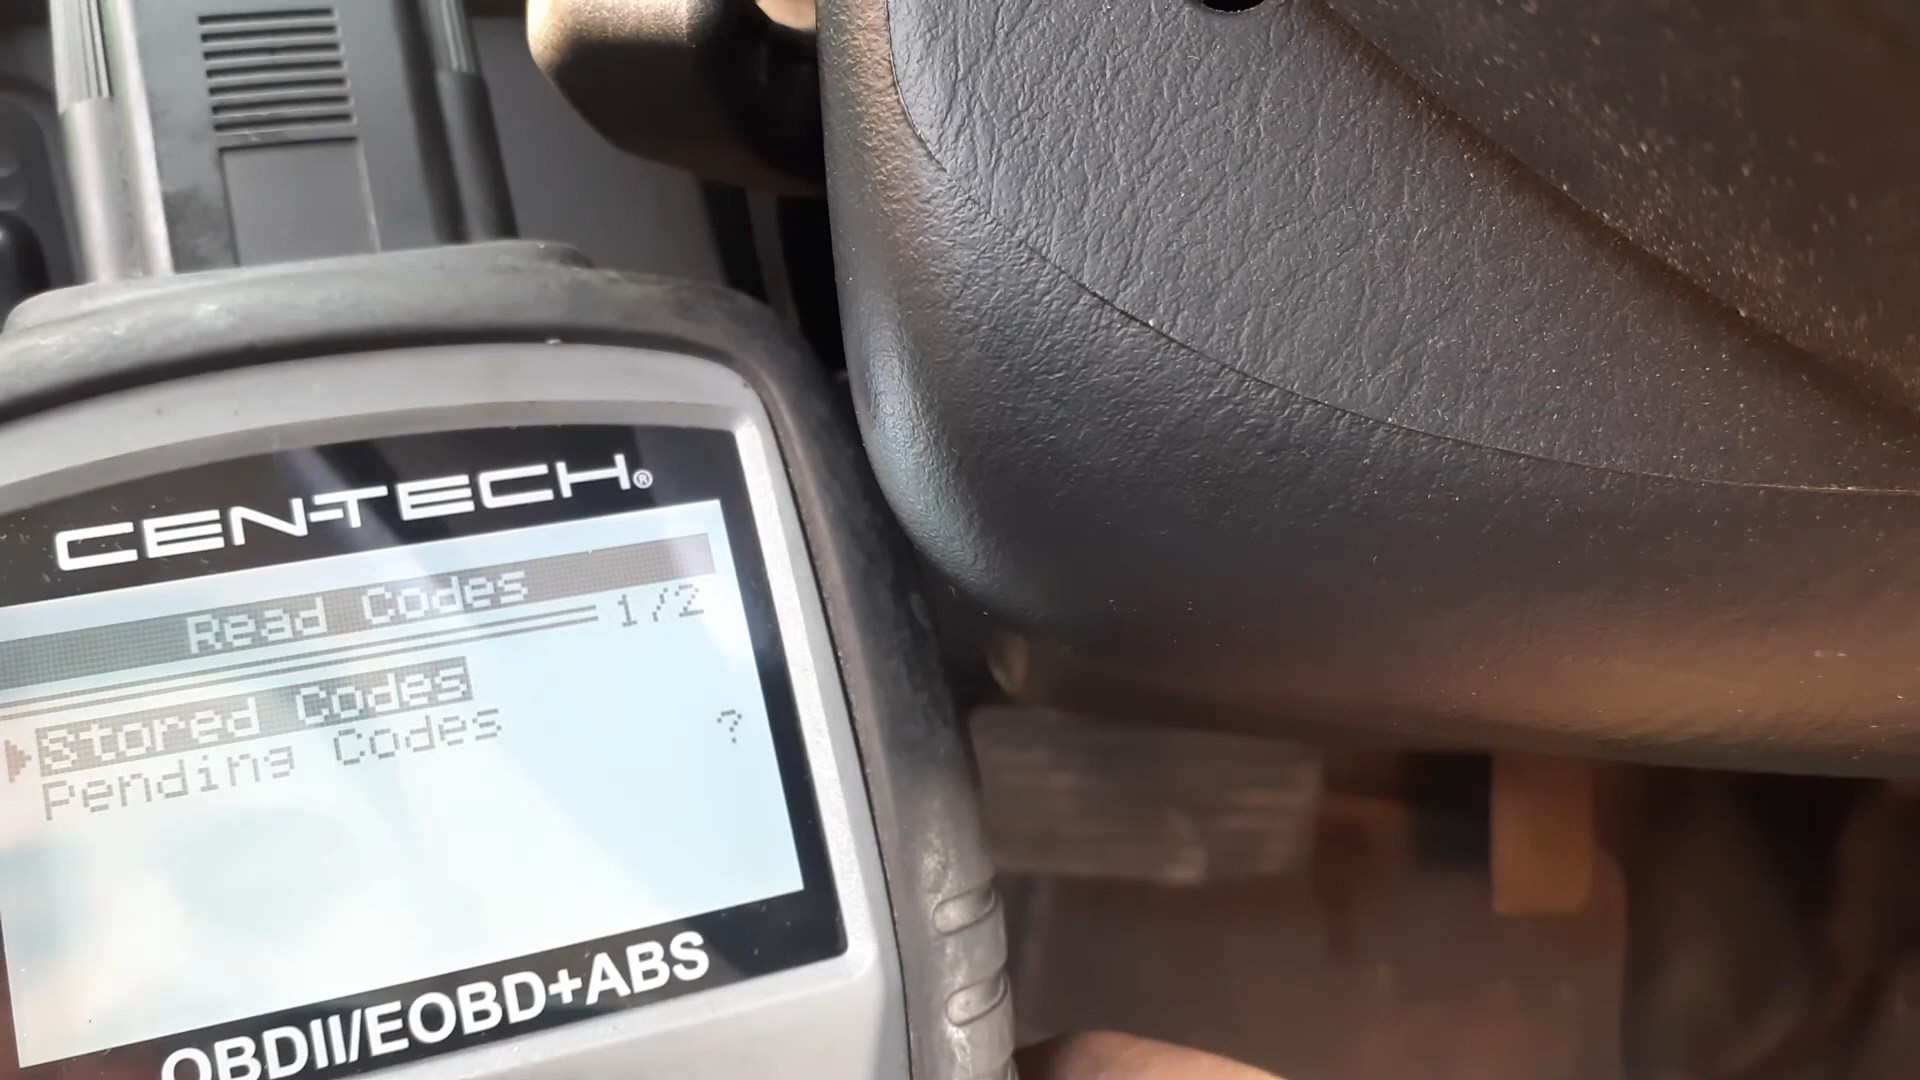 CEN-TECH®
Read Codes
1/2
Stored Codes
Pending Codes
?
OBDII/EOBD+ABS